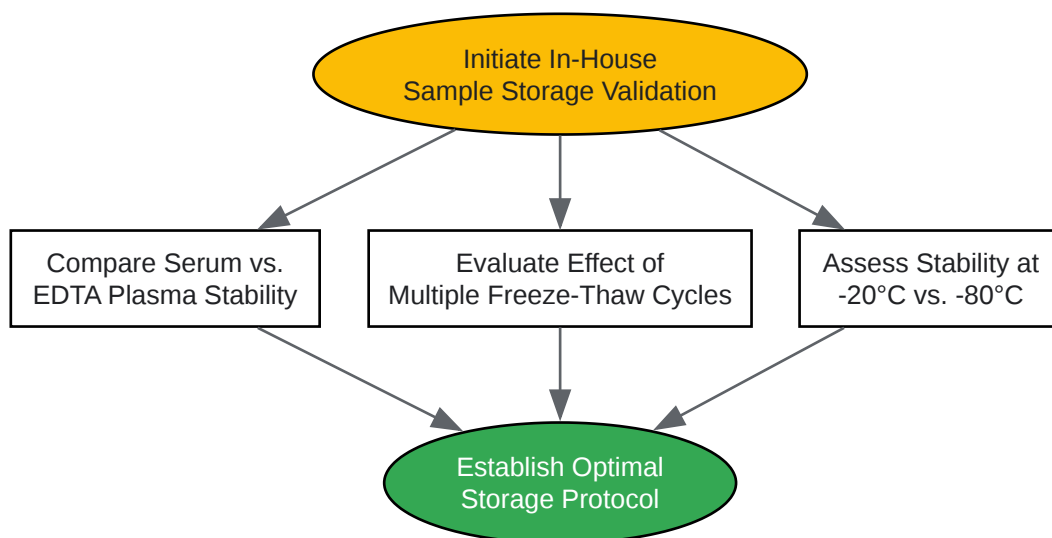 Initiate In-House
Sample Storage Validation
Compare Serum vs.
EDTA Plasma Stability
Evaluate Effect of
Multiple Freeze-Thaw Cycles
Assess Stability at
-20°C vs. -80°C
Establish Optimal
Storage Protocol